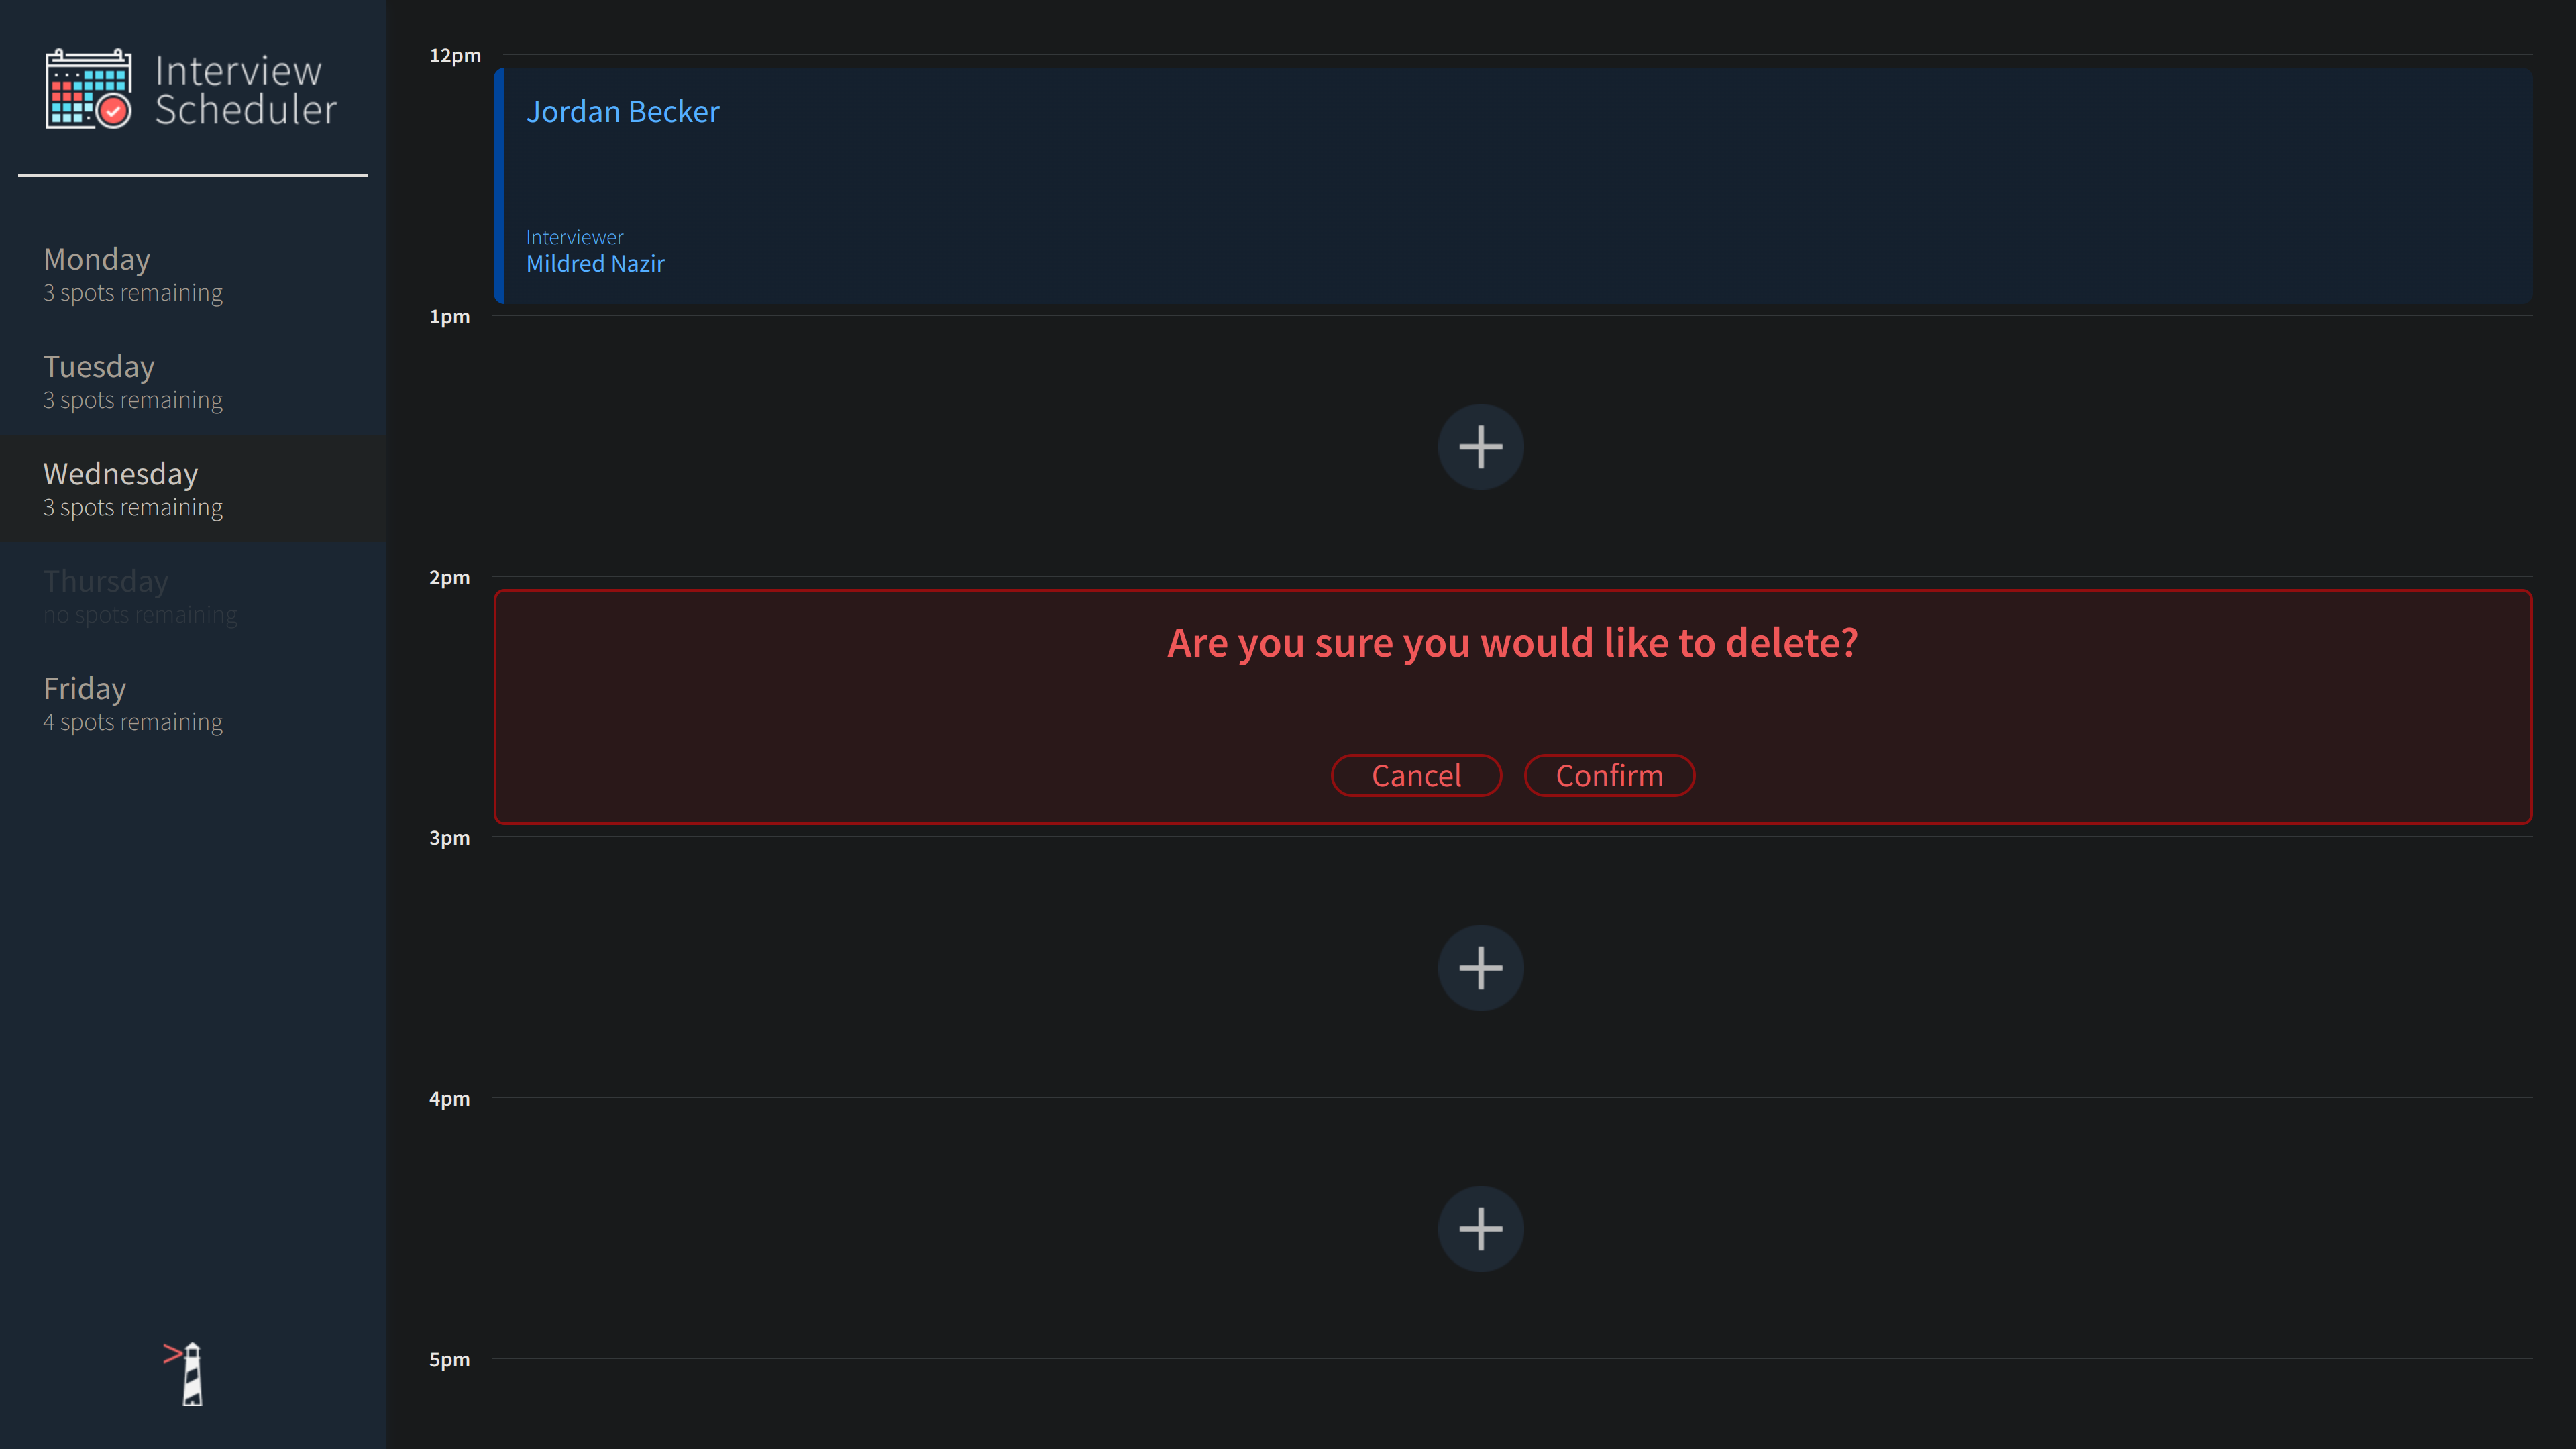 Interview
Scheduler
Monday
3 spots remaining
Tuesday
3 spots remaining
Wednesday
3 spots remaining
Thursday
no spots remaining
Friday
4 spots remaining
12pm
Jordan Becker
Interviewer
Mildred Nazir
1pm
2pm
Are you sure you would like to delete?
Cancel
Confirm
3pm
4pm
5pm